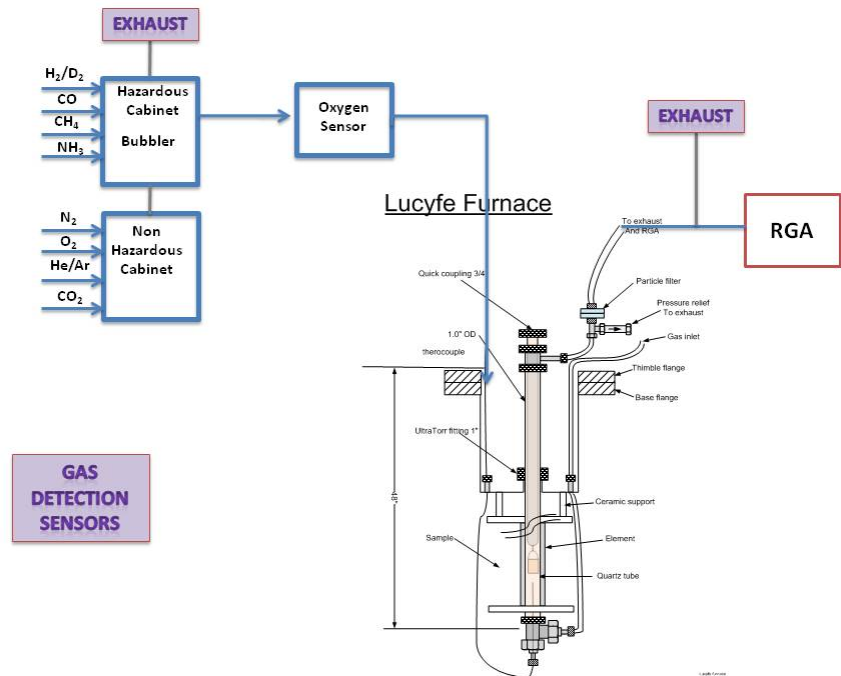 EXHAUST
H₂/D₂
CO
CH₄
NH₃
Hazardous
Cabinet
Bubbler
Oxygen
Sensor
EXHAUST
N₂
O₂
He/Ar
CO₂
Non
Hazardous
Cabinet
Lucyfe Furnace
To exhaust
And RGA
RGA
Quick coupling 3/4
Particle filter
Pressure relief
To exhaust
Gas inlet
1.0" OD
therocouple
Thimble flange
Base flange
UltraTorr fitting 1"
GAS
DETECTION
SENSORS
48"
Ceramic support
Sample
Element
Quartz tube